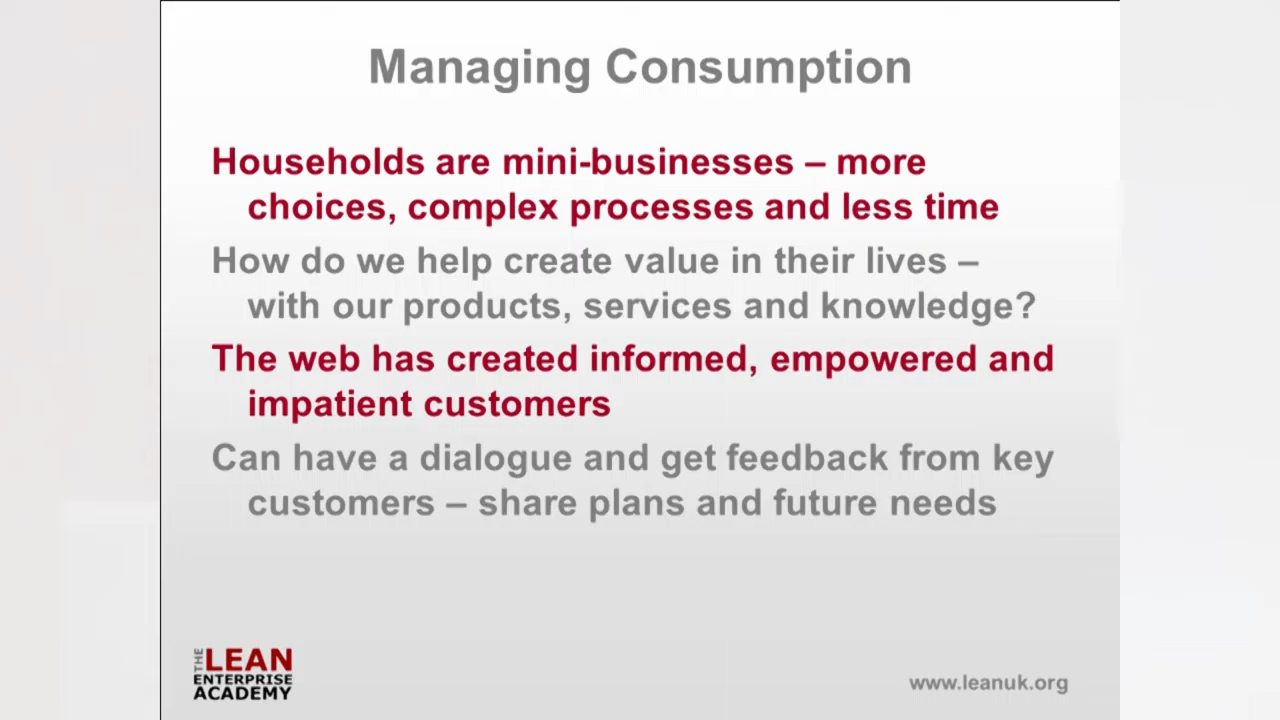 Managing Consumption
Households are mini-businesses – more
choices, complex processes and less time
How do we help create value in their lives –
with our products, services and knowledge?
The web has created informed, empowered and
impatient customers
Can have a dialogue and get feedback from key
customers – share plans and future needs
THE LEAN
ENTERPRISE
ACADEMY
www.leanuk.org